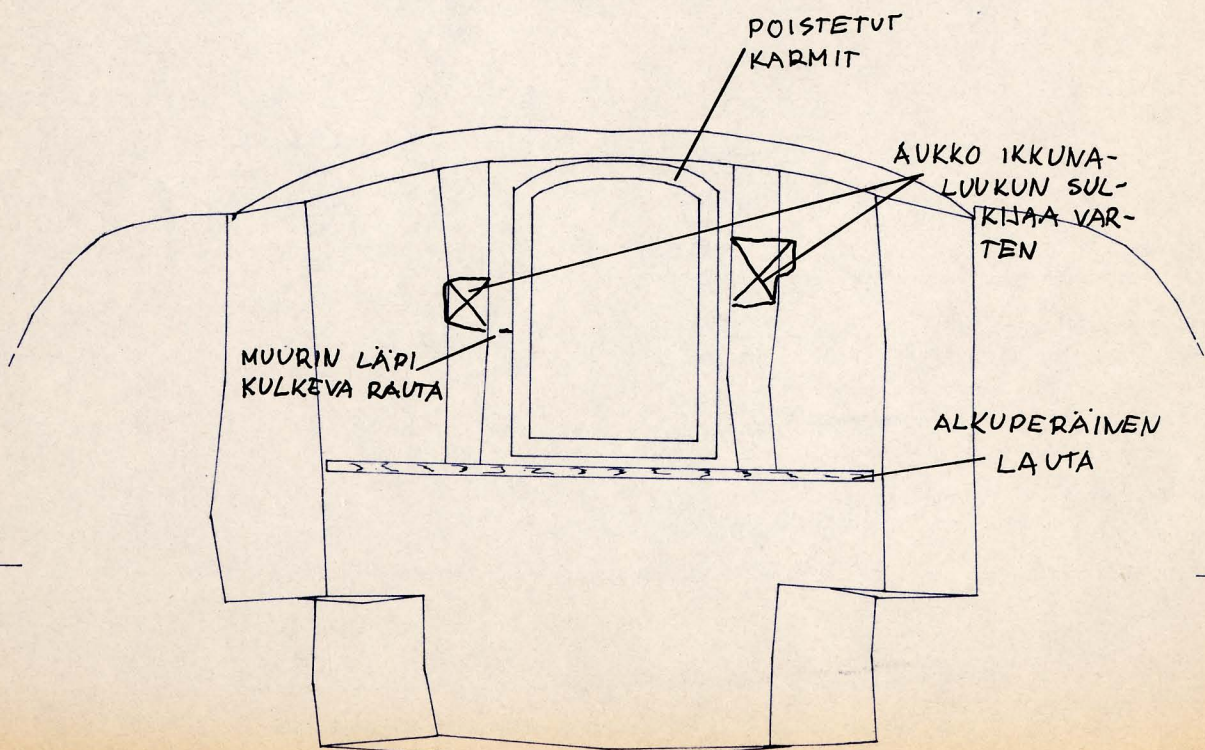 POISTETUT
KARMIT
AUKKO IKKUNA-
LUUKUN SUL-
KIJAA VAR-
TEN
MUURIN LÄPI
KULKEVA RAUTA
ALKUPERÄINEN
LAUTA